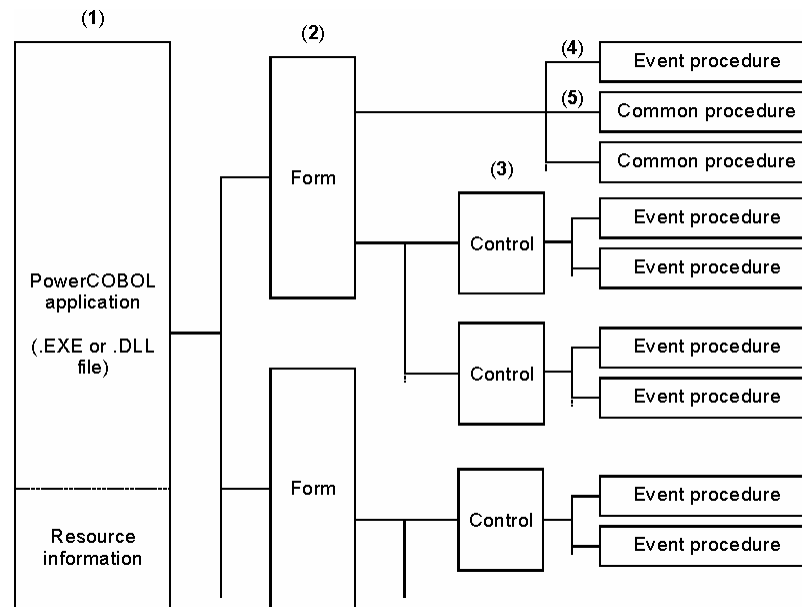 (1)
(2)
(4)
Event procedure
(5)
Common procedure
Common procedure
Form
(3)
Event procedure
Control
Event procedure
PowerCOBOL
application
(.EXE or .DLL
file)
Event procedure
Control
Event procedure
Form
Event procedure
Control
Event procedure
Resource
information